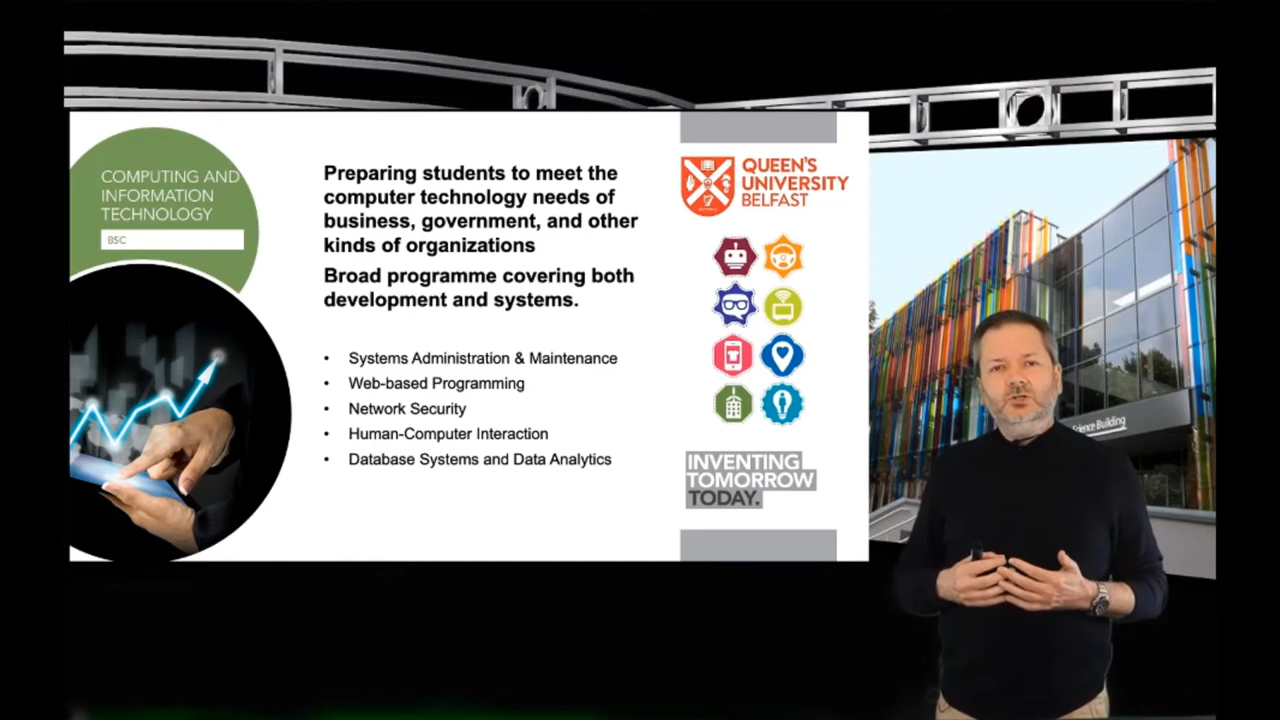 COMPUTING AND
INFORMATION
TECHNOLOGY
BSC
Preparing students to meet the
computer technology needs of
business, government, and other
kinds of organizations
Broad programme covering both
development and systems.
• Systems Administration & Maintenance
• Web-based Programming
• Network Security
• Human-Computer Interaction
• Database Systems and Data Analytics
QUEEN'S
UNIVERSITY
BELFAST
INVENTING
TOMORROW
TODAY.
Science Building